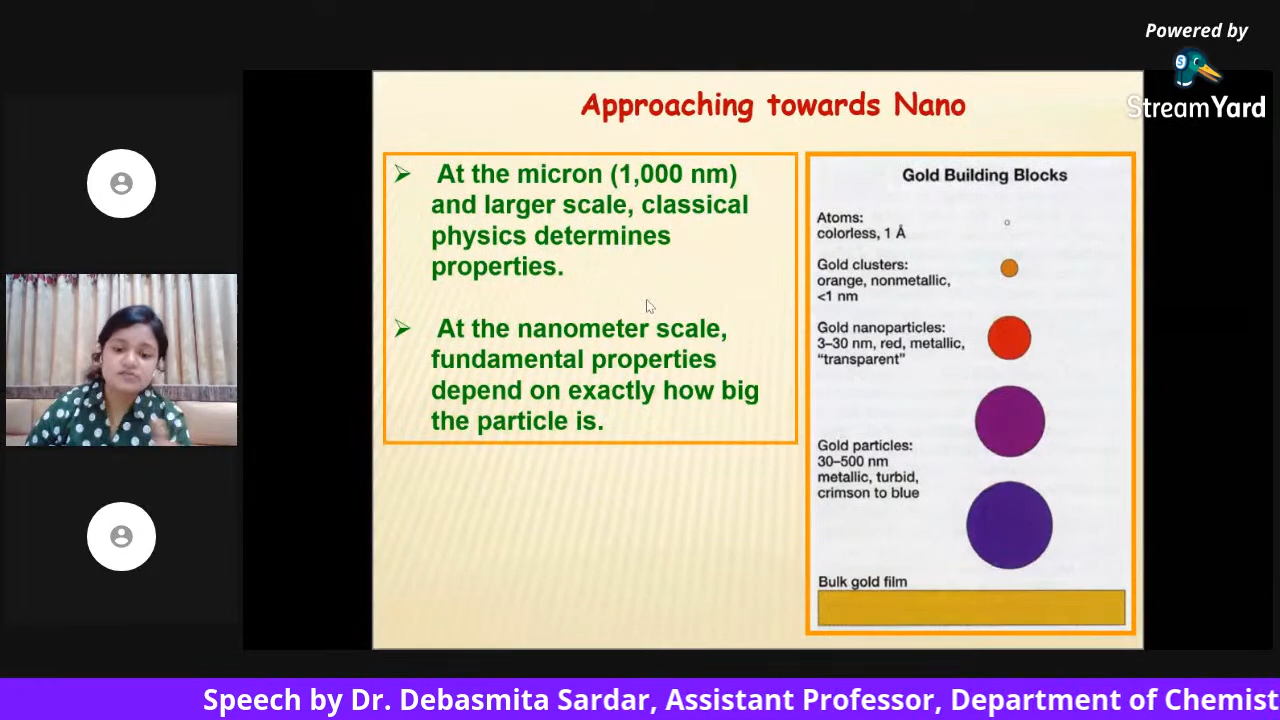 Powered by
StreamYard
Approaching towards Nano
➢ At the micron (1,000 nm)
and larger scale, classical
physics determines
properties.
➢ At the nanometer scale,
fundamental properties
depend on exactly how big
the particle is.
Gold Building Blocks
Atoms:
colorless, 1 Å
Gold clusters:
orange, nonmetallic,
<1 nm
Gold nanoparticles:
3–30 nm, red, metallic,
“transparent”
Gold particles:
30–500 nm
metallic, turbid,
crimson to blue
Bulk gold film
Speech by Dr. Debasmita Sardar, Assistant Professor, Department of Chemist